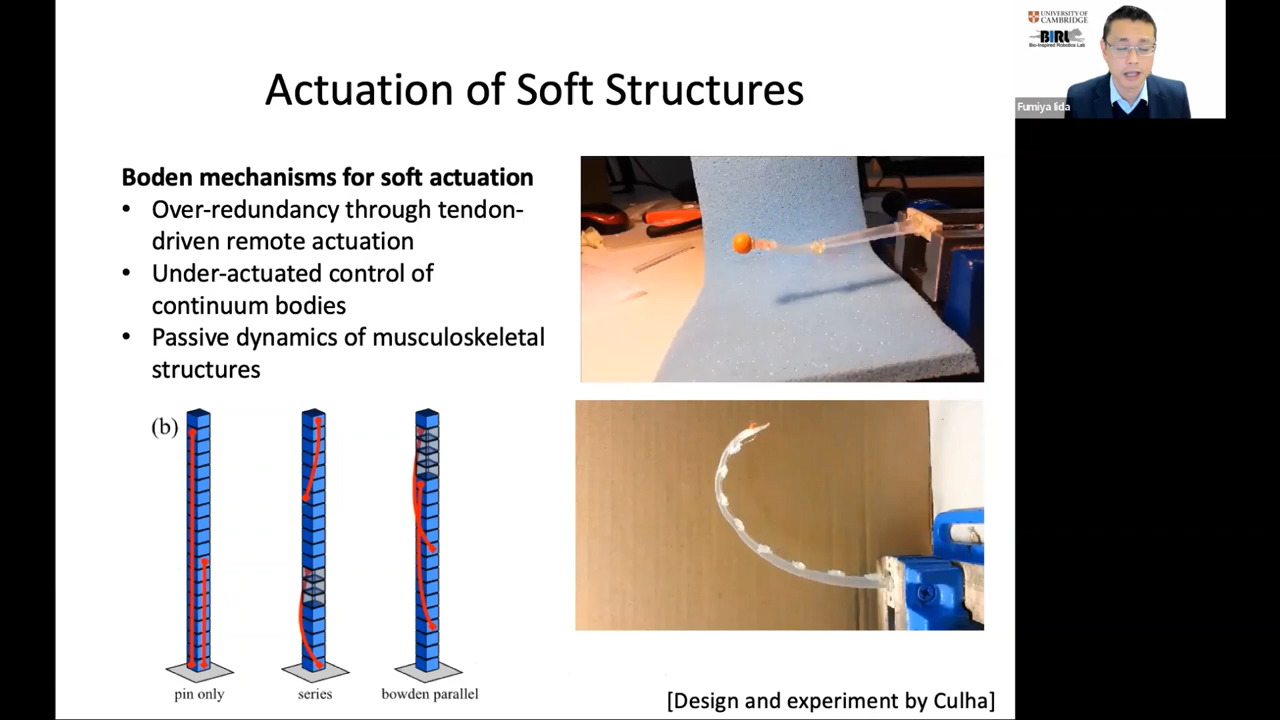 UNIVERSITY OF
CAMBRIDGE
BIRL
Bio-Inspired Robotics Lab
Fumiya Iida
Actuation of Soft Structures
Boden mechanisms for soft actuation
• Over-redundancy through tendon-
driven remote actuation
• Under-actuated control of
continuum bodies
• Passive dynamics of musculoskeletal
structures
(b)
pin only
series
bowden parallel
[Design and experiment by Culha]